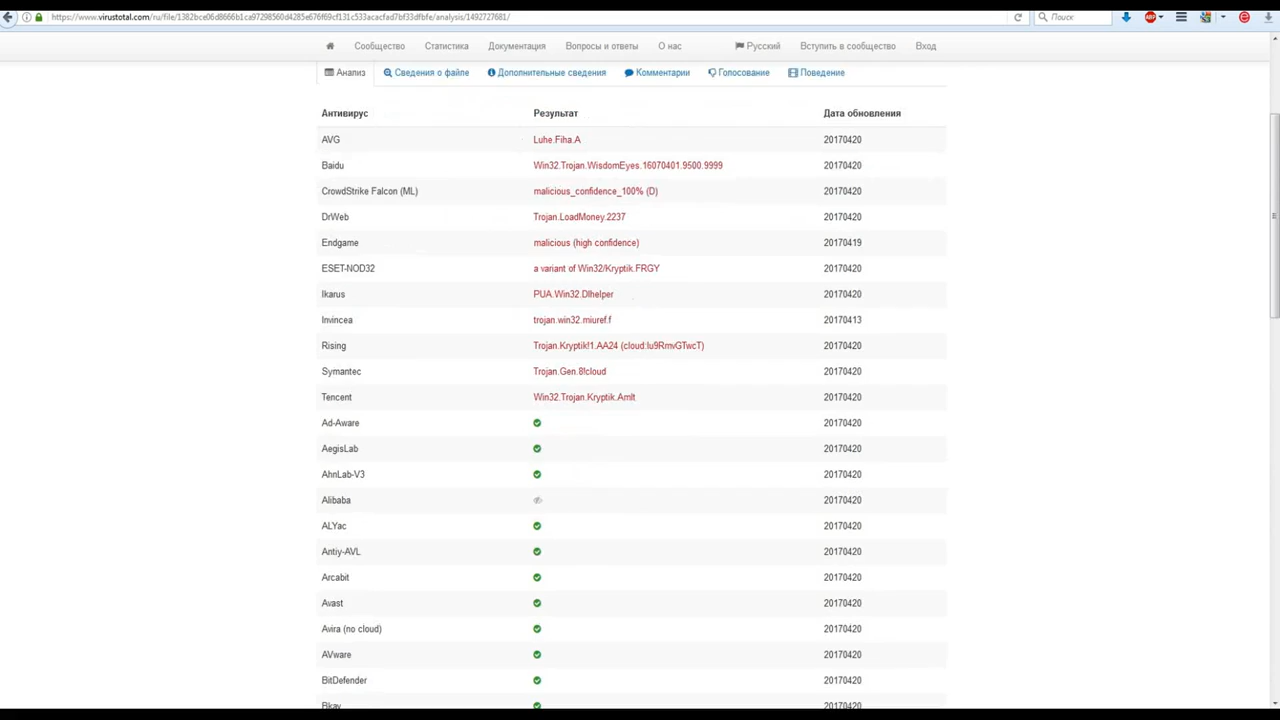 https://www.virustotal.com/ru/file/1382bce06d8666b1ca97298560d4285e676f69cf131c533acacfad7bf33dfbfe/analysis/1492727681/
Поиск
ABP
Сообщество Статистика Документация Вопросы и ответы О нас Русский Вступить в сообщество Вход
Анализ Сведения о файле Дополнительные сведения Комментарии Голосование Поведение
Антивирус Результат Дата обновления
AVG Luhe.Fiha.A 20170420
Baidu Win32.Trojan.WisdomEyes.16070401.9500.9999 20170420
CrowdStrike Falcon (ML) malicious_confidence_100% (D) 20170420
DrWeb Trojan.LoadMoney.2237 20170420
Endgame malicious (high confidence) 20170419
ESET-NOD32 a variant of Win32/Kryptik.FRGY 20170420
Ikarus PUA.Win32.Dlhelper 20170420
Invincea trojan.win32.miuref.f 20170413
Rising Trojan.Kryptik!1.AA24 (cloud:lu9RmvGTwcT) 20170420
Symantec Trojan.Gen.8!cloud 20170420
Tencent Win32.Trojan.Kryptik.Amlt 20170420
Ad-Aware 20170420
AegisLab 20170420
AhnLab-V3 20170420
Alibaba 20170420
ALYac 20170420
Antiy-AVL 20170420
Arcabit 20170420
Avast 20170420
Avira (no cloud) 20170420
AVware 20170420
BitDefender 20170420
Bkav 20170420